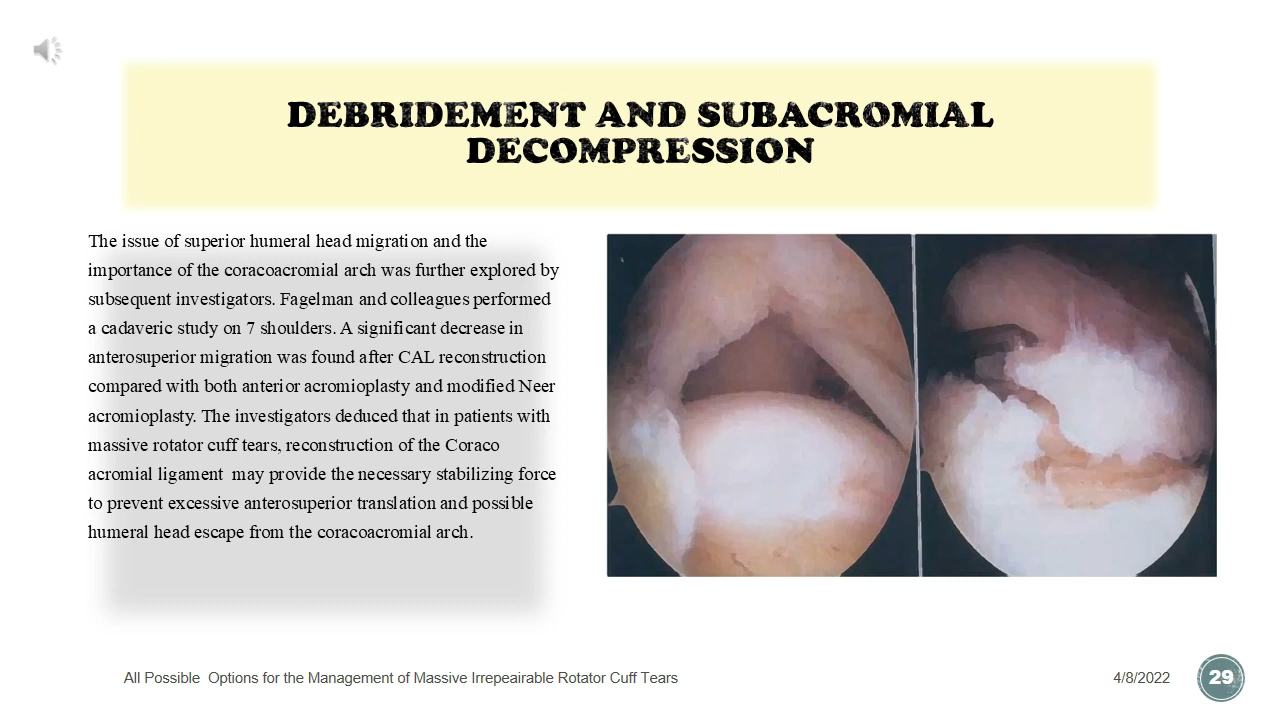 DEBRIDEMENT AND SUBACROMIAL
DECOMPRESSION
The issue of superior humeral head migration and the
importance of the coracoacromial arch was further explored by
subsequent investigators. Fagelman and colleagues performed
a cadaveric study on 7 shoulders. A significant decrease in
anterosuperior migration was found after CAL reconstruction
compared with both anterior acromioplasty and modified Neer
acromioplasty. The investigators deduced that in patients with
massive rotator cuff tears, reconstruction of the Coraco
acromial ligament  may provide the necessary stabilizing force
to prevent excessive anterosuperior translation and possible
humeral head escape from the coracoacromial arch.
All Possible  Options for the Management of Massive Irrepeairable Rotator Cuff Tears
4/8/2022
29